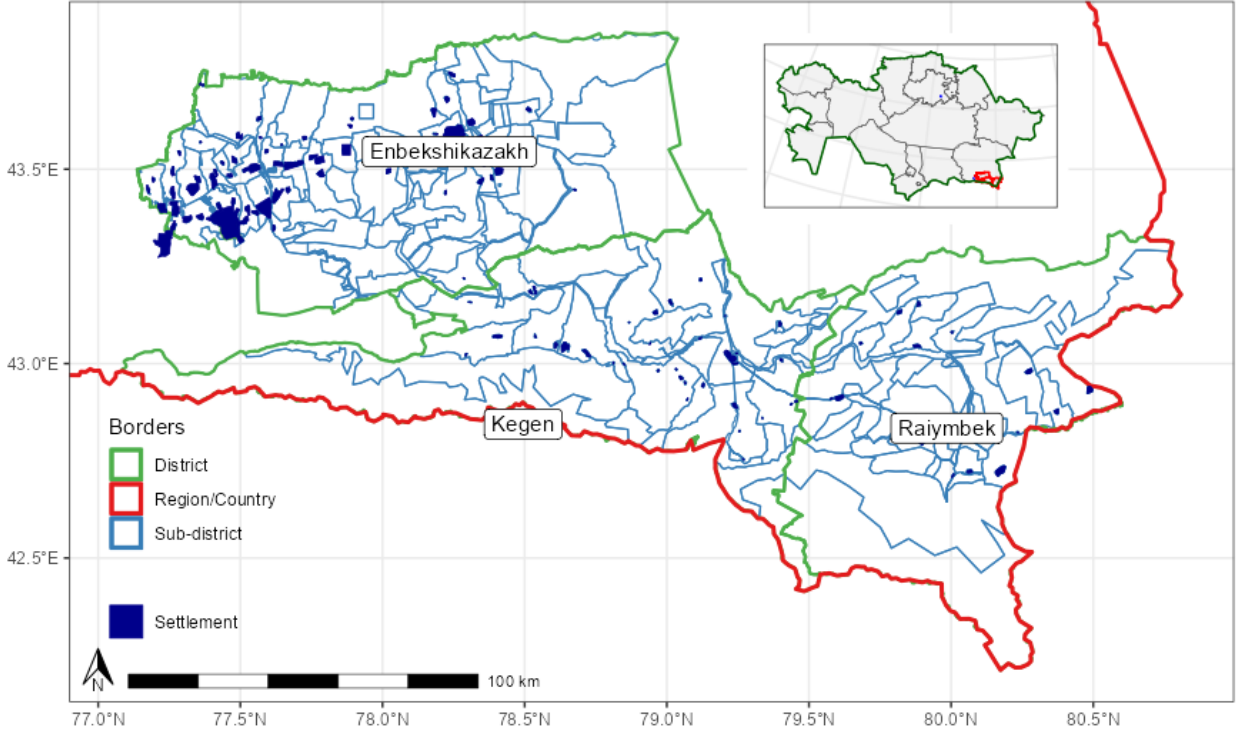 43.5°E
43.0°E
42.5°E
Enbekshikazakh
Kegen
Raiymbek
Borders
District
Region/Country
Sub-district
Settlement
N
100 km
77.0°N 77.5°N 78.0°N 78.5°N 79.0°N 79.5°N 80.0°N 80.5°N